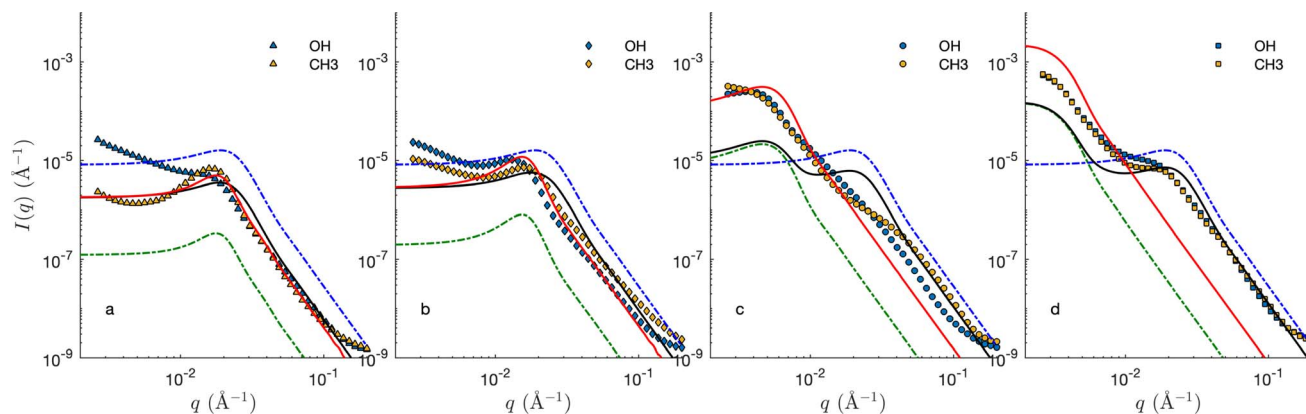 10⁻³
10⁻⁵
10⁻⁷
10⁻⁹
I(q) (Å⁻¹)
OH
CH3
a
10⁻²
10⁻¹
q (Å⁻¹)
10⁻³
10⁻⁵
10⁻⁷
10⁻⁹
OH
CH3
b
10⁻²
10⁻¹
q (Å⁻¹)
10⁻³
10⁻⁵
10⁻⁷
10⁻⁹
OH
CH3
c
10⁻²
10⁻¹
q (Å⁻¹)
10⁻³
10⁻⁵
10⁻⁷
10⁻⁹
OH
CH3
d
10⁻²
10⁻¹
q (Å⁻¹)